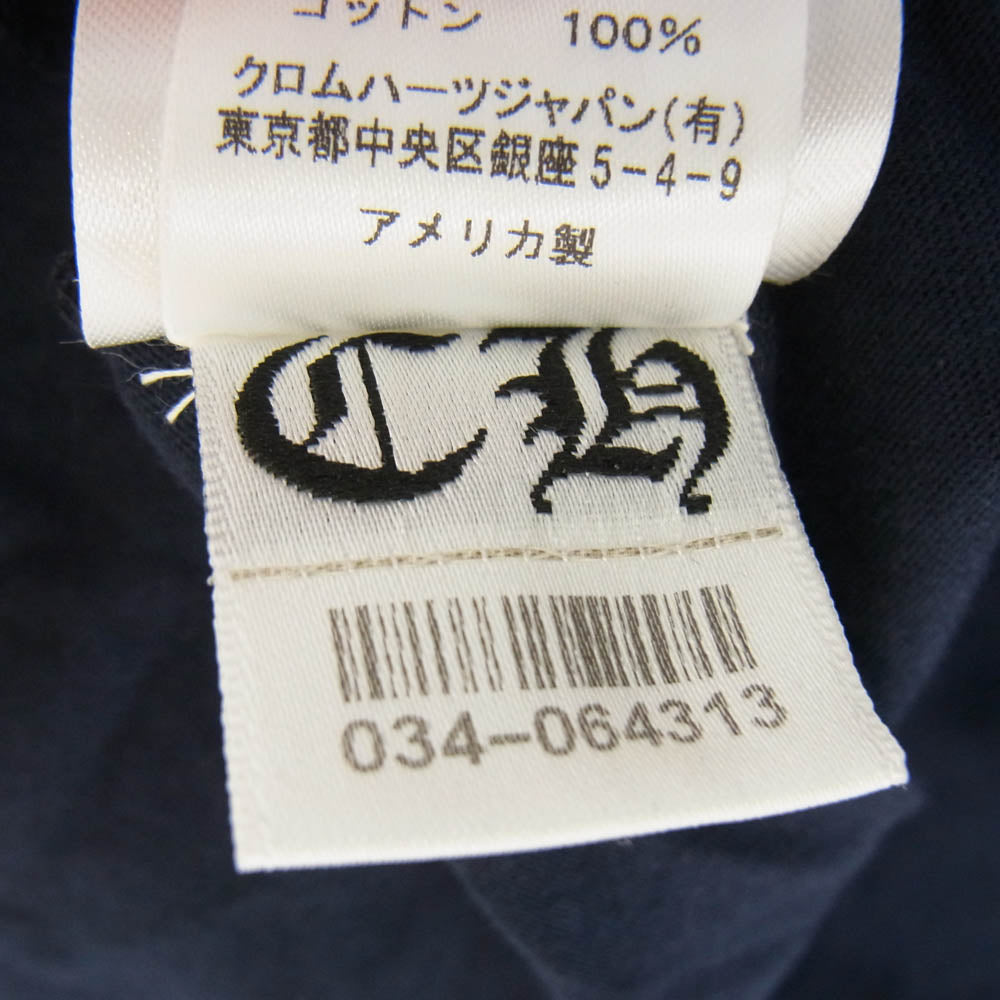 コットン 100%
クロムハーツジャパン(有)
東京都中央区銀座5-4-9
アメリカ製
CH
034-064313